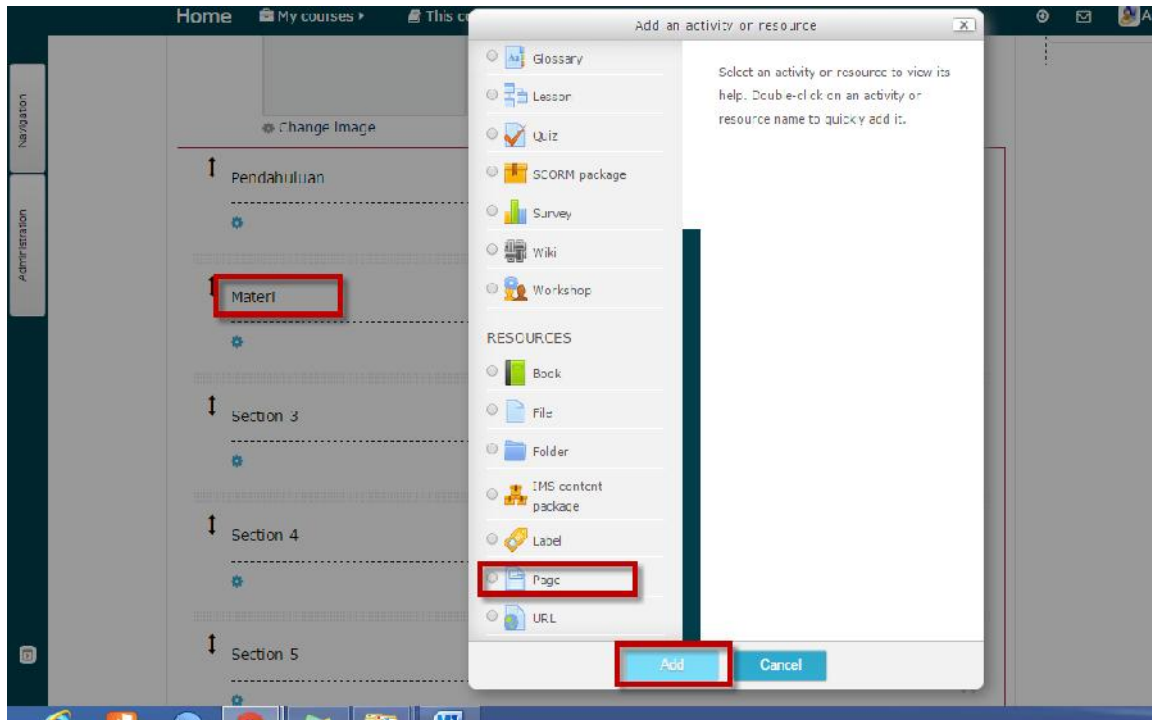 Home My courses This co
Add an activity or resource
Navigation
Administration
Change Image
Pendahuluan
Materi
Section 3
Section 4
Section 5
Glossary
Lesson
Quiz
SCORM package
Survey
Wiki
Workshop
RESOURCES
Book
File
Folder
IMS content
package
Label
Page
URL
Select an activity or resource to view its
help. Double-click on an activity or
resource name to quickly add it.
Add Cancel